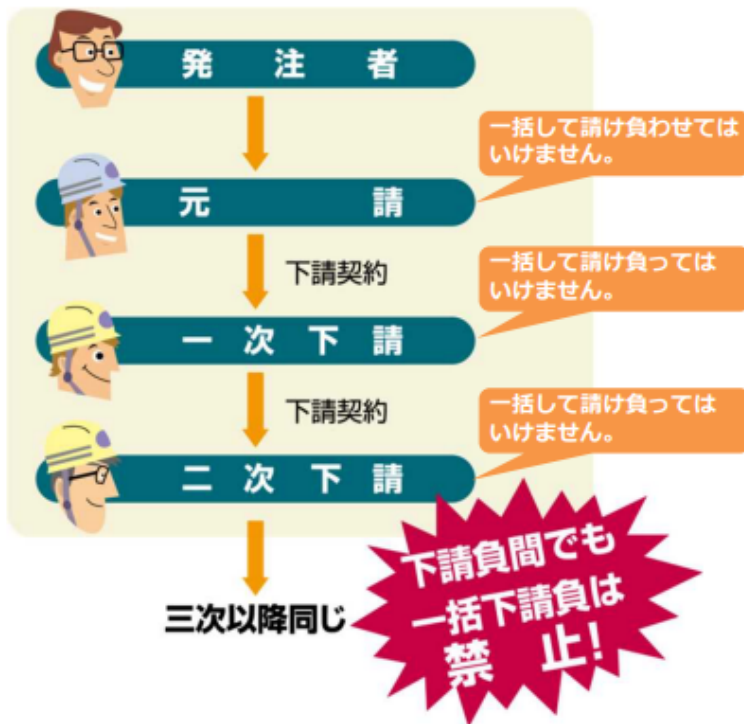 発注者
一括して請け負わせては
いけません。
元請
下請契約
一括して請け負っては
いけません。
一次下請
下請契約
一括して請け負っては
いけません。
二次下請
下請負間でも
一括下請負は
禁止!
三次以降同じ